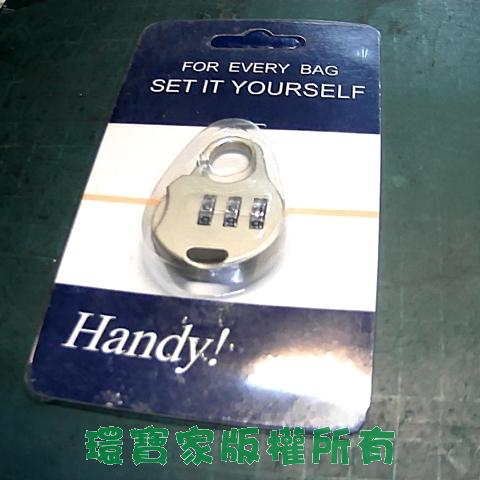 FOR EVERY BAG
SET IT YOURSELF
Handy!
環寶家版權所有